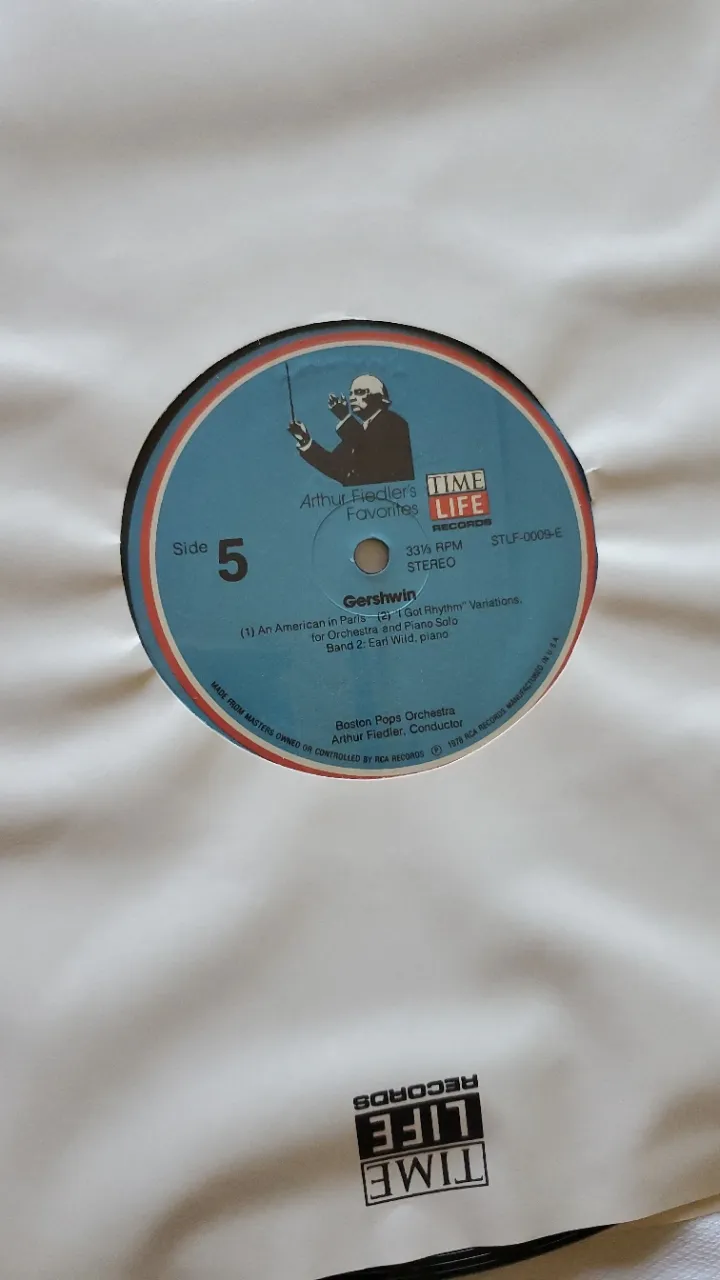 Arthur Fiedler's
Favorites
TIME
LIFE
RECORDS
Side 5
33⅓ RPM
STEREO
STLF-0009-E
Gershwin
(1) An American in Paris (2) "I Got Rhythm" Variations,
for Orchestra and Piano Solo
Band 2: Earl Wild, piano
Boston Pops Orchestra
Arthur Fiedler, Conductor
MADE FROM MASTERS OWNED OR CONTROLLED BY RCA RECORDS ℗ 1978 RCA RECORDS MANUFACTURED IN U.S.A.
TIME
LIFE
RECORDS